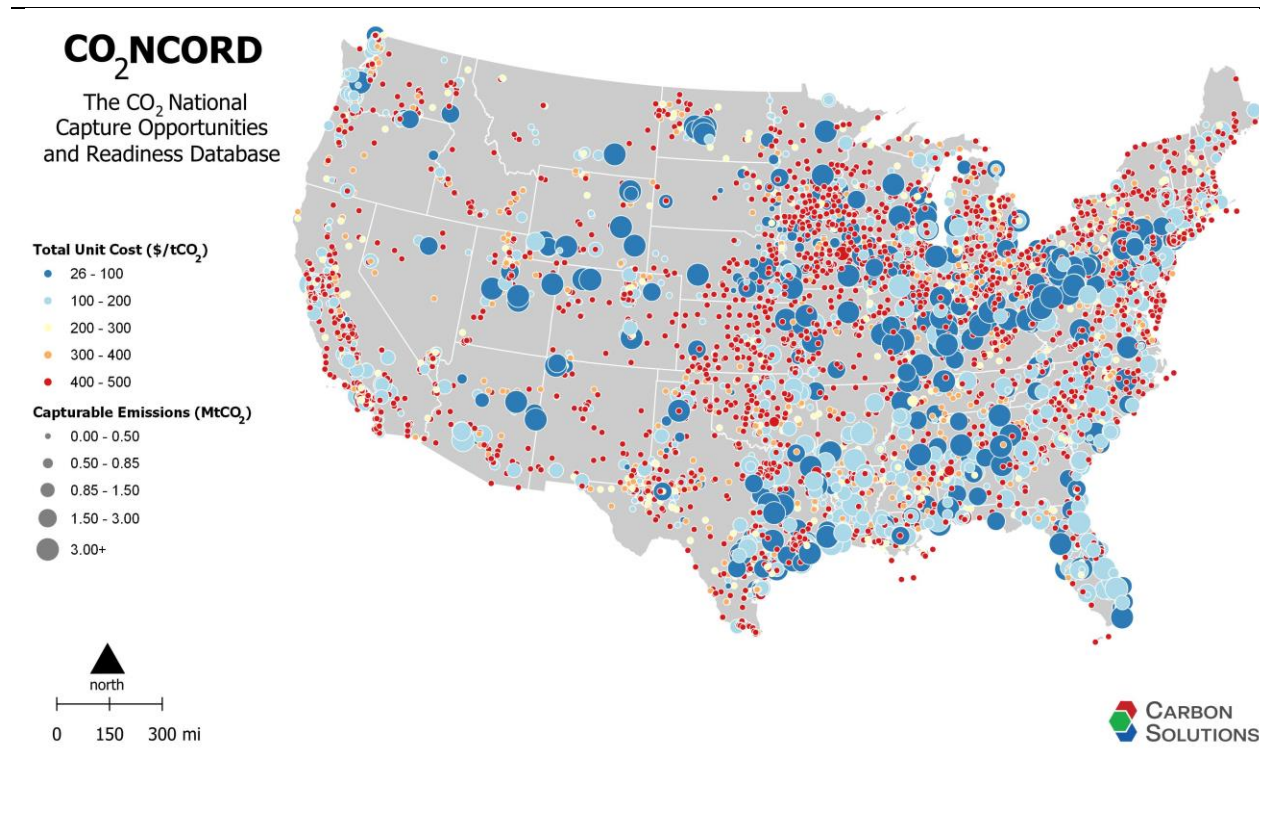 CO2NCORD
The CO2 National
Capture Opportunities
and Readiness Database
Total Unit Cost ($/tCO2)
26 - 100
100 - 200
200 - 300
300 - 400
400 - 500
Capturable Emissions (MtCO2)
0.00 - 0.50
0.50 - 0.85
0.85 - 1.50
1.50 - 3.00
3.00+
north
0 150 300 mi
CARBON
SOLUTIONS